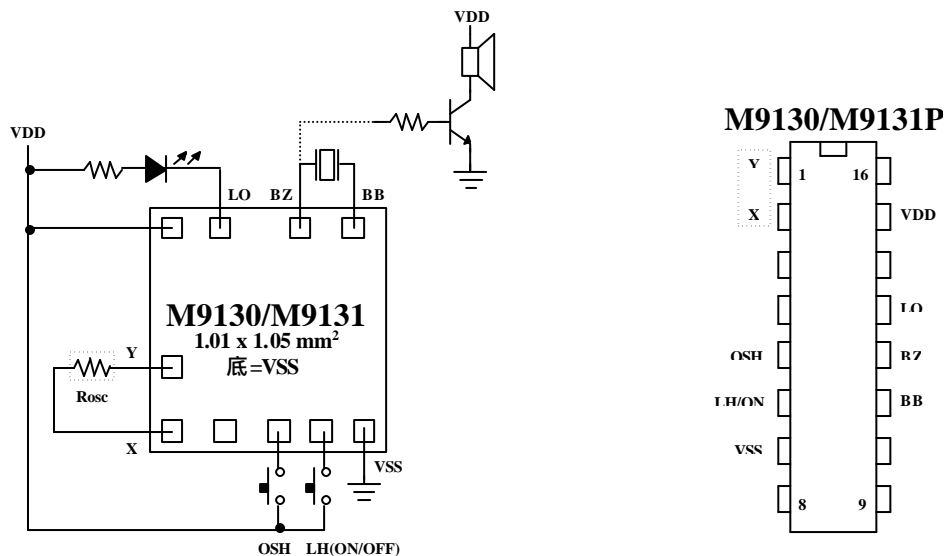 VDD
VDD
LO
BZ
BB
M9130/M9131
1.01 x 1.05 mm²
底=VSS
Y
Rosc
X
VSS
OSH
LH(ON/OFF)
M9130/M9131P
Y
1
16
X
VDD
LO
OSH
BZ
LH/ON
BB
VSS
8
9